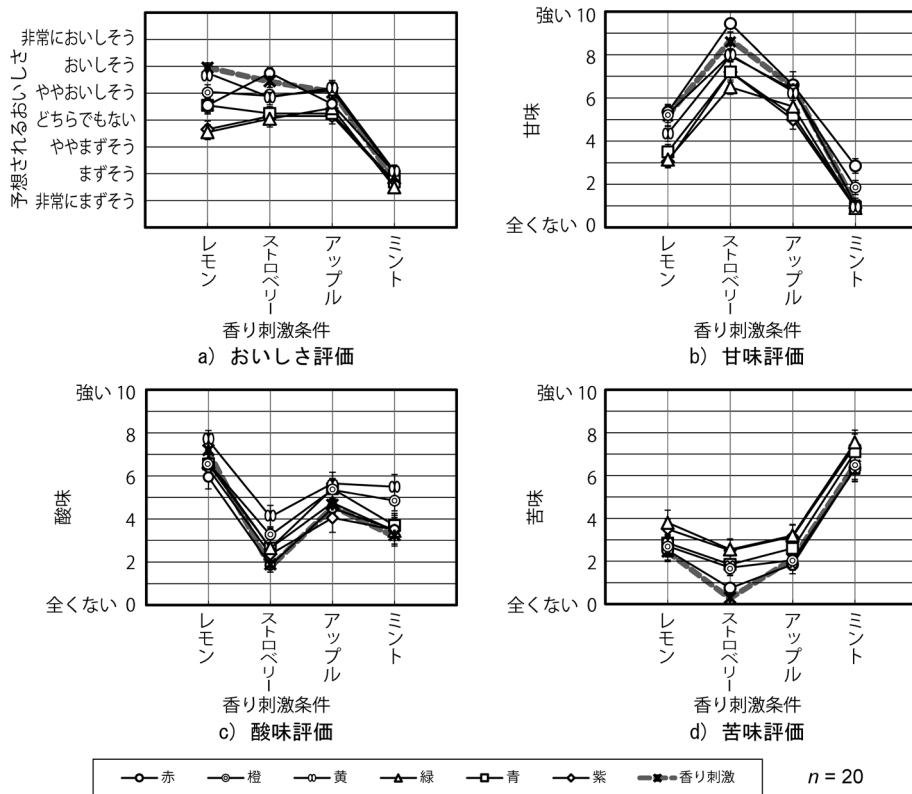 予想されるおいしさ
非常においしそう
おいしそう
ややおいしそう
どちらでもない
ややまずそう
まずそう
非常にまずそう
レモン
ストロベリー
アップル
ミント
香り刺激条件
a) おいしさ評価
甘味
強い 10
8
6
4
2
全くない 0
レモン
ストロベリー
アップル
ミント
香り刺激条件
b) 甘味評価
酸味
強い 10
8
6
4
2
全くない 0
レモン
ストロベリー
アップル
ミント
香り刺激条件
c) 酸味評価
苦味
強い 10
8
6
4
2
全くない 0
レモン
ストロベリー
アップル
ミント
香り刺激条件
d) 苦味評価
赤 橙 黄 緑 青 紫 香り刺激
n = 20